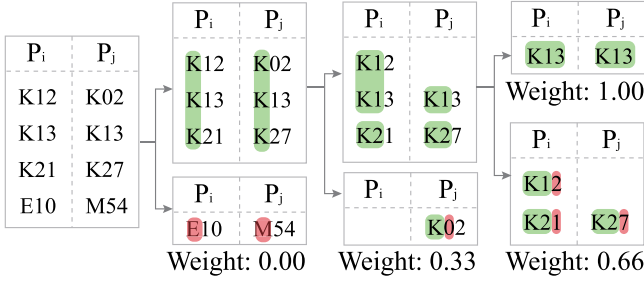 Pi Pj
K12 K02
K13 K13
K21 K27
E10 M54
Pi Pj
K12 K02
K13 K13
K21 K27
Pi Pj
E10 M54
Weight: 0.00
Pi Pj
K12
K13 K13
K21 K27
Pi Pj
K02
Weight: 0.33
Pi Pj
K13 K13
Weight: 1.00
Pi Pj
K12
K21 K27
Weight: 0.66